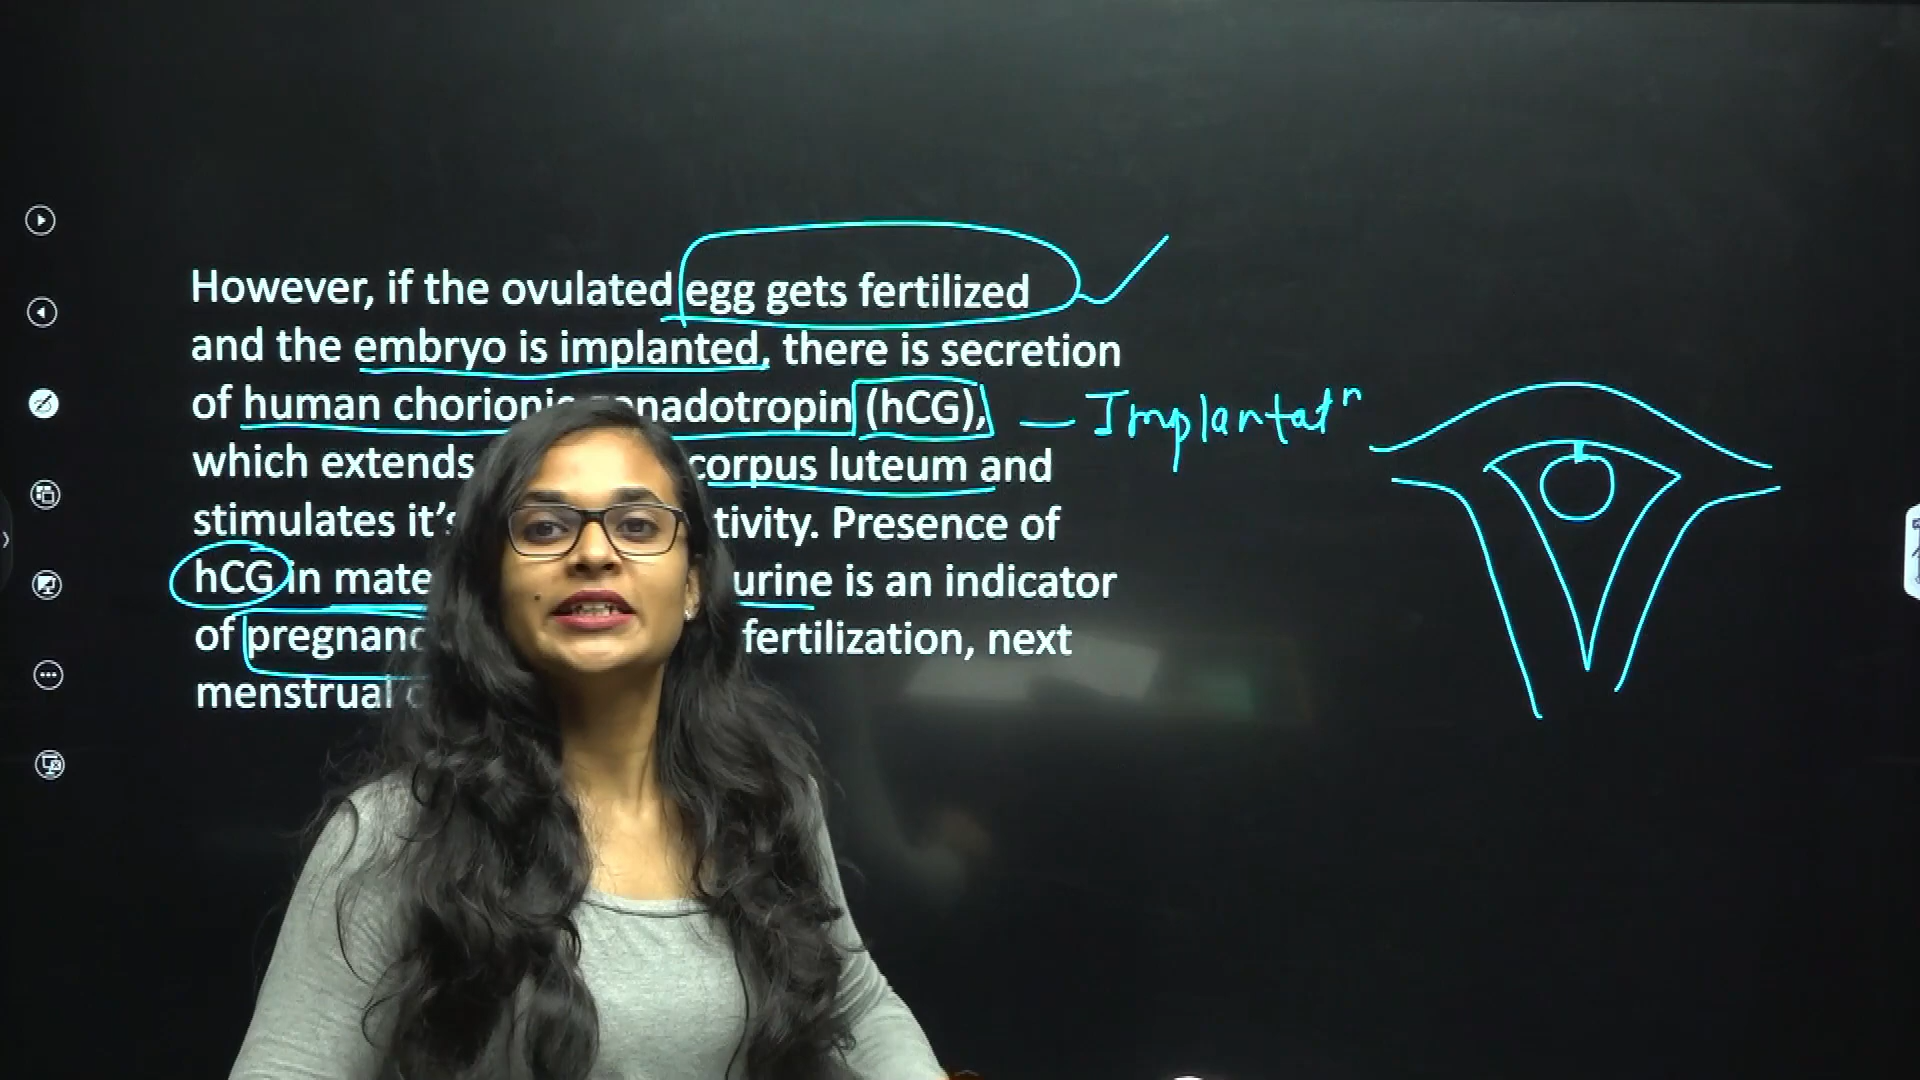 However, if the ovulated egg gets fertilized
and the embryo is implanted, there is secretion
of human chorionic gonadotropin (hCG), — Implantatⁿ
which extends corpus luteum and
stimulates it's tivity. Presence of
hCG in mate urine is an indicator
of pregnanc fertilization, next
menstrual